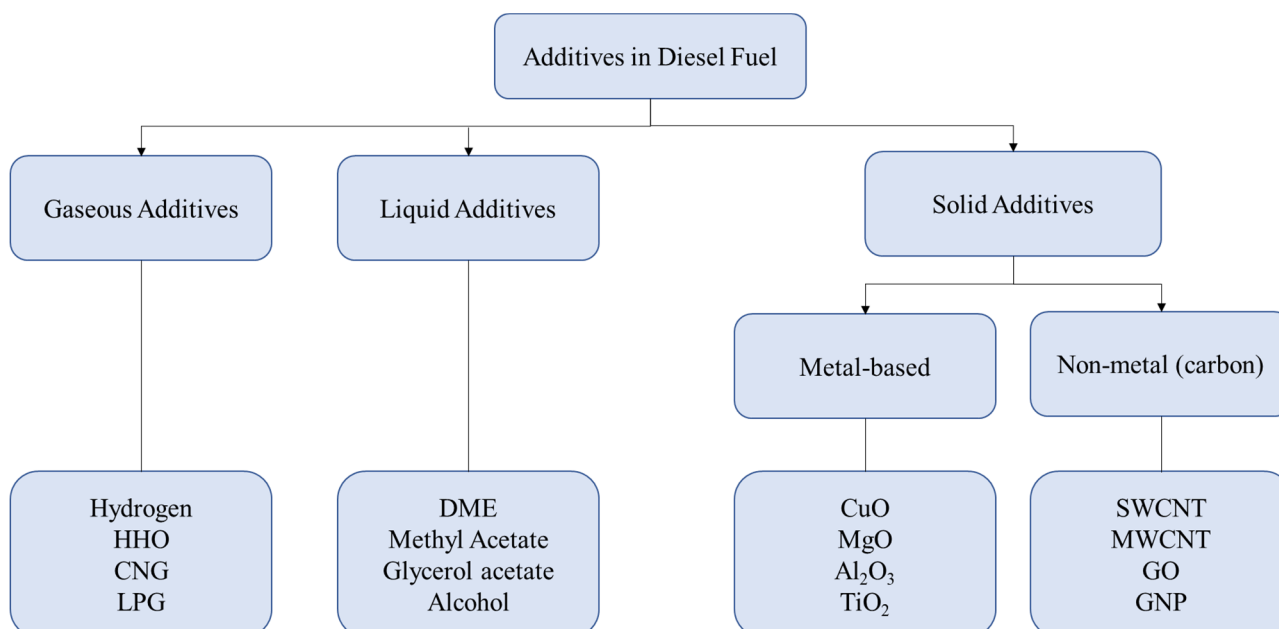 Additives in Diesel Fuel
Gaseous Additives
Liquid Additives
Solid Additives
Metal-based
Non-metal (carbon)
Hydrogen
HHO
CNG
LPG
DME
Methyl Acetate
Glycerol acetate
Alcohol
CuO
MgO
Al₂O₃
TiO₂
SWCNT
MWCNT
GO
GNP